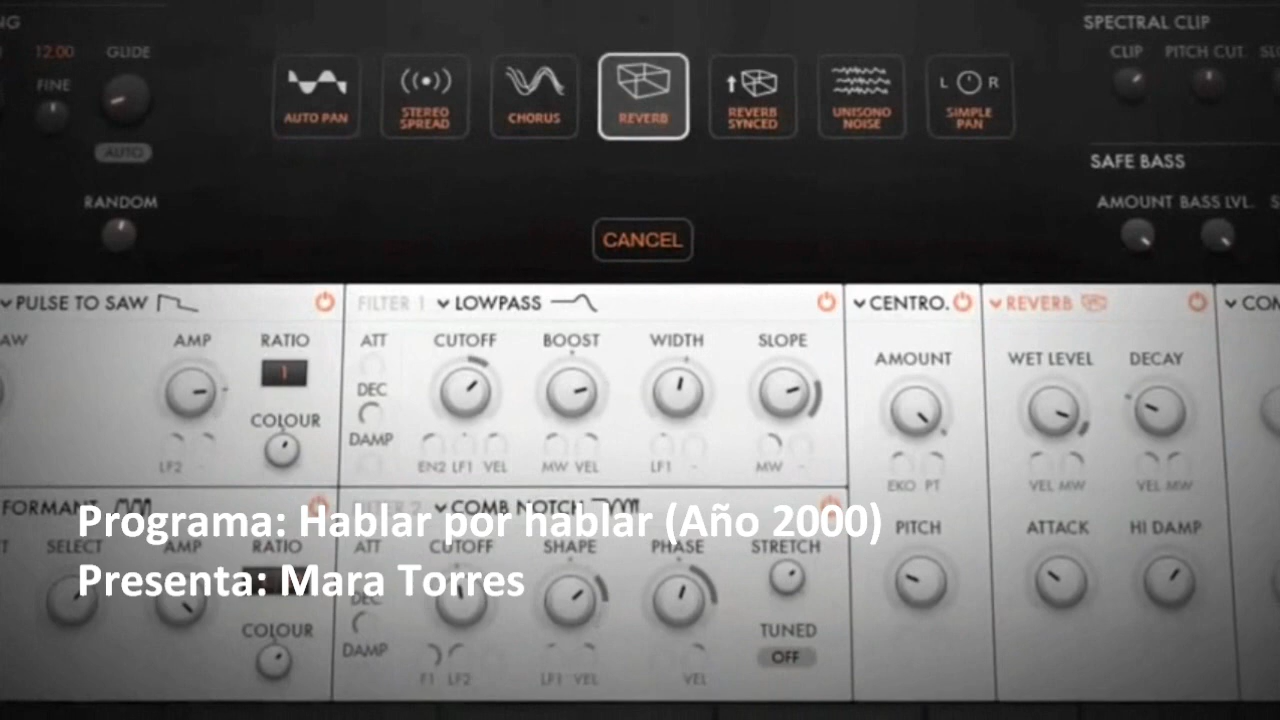 NG
12.00 GLIDE
FINE
AUTO
RANDOM
AUTO PAN
STEREO SPREAD
CHORUS
REVERB
REVERB SYNCED
UNISONO NOISE
L R
SIMPLE PAN
CANCEL
SPECTRAL CLIP
CLIP PITCH CUT.
SAFE BASS
AMOUNT BASS LVL.
PULSE TO SAW
AW AMP RATIO
1
COLOUR
LF2 -
FILTER 1 LOWPASS
ATT CUTOFF BOOST WIDTH SLOPE
DEC
DAMP
EN2 LF1 VEL MW VEL LF1 - MW -
CENTRO.
AMOUNT
EKO PT
PITCH
REVERB
WET LEVEL DECAY
VEL MW VEL MW
ATTACK HI DAMP
COM
FORMANT
T SELECT AMP RATIO
COLOUR
FILTER 2 COMB NOTCH
ATT CUTOFF SHAPE PHASE STRETCH
DEC
DAMP
F1 LF2 LF1 VEL VEL
TUNED
OFF
Programa: Hablar por hablar (Año 2000)
Presenta: Mara Torres